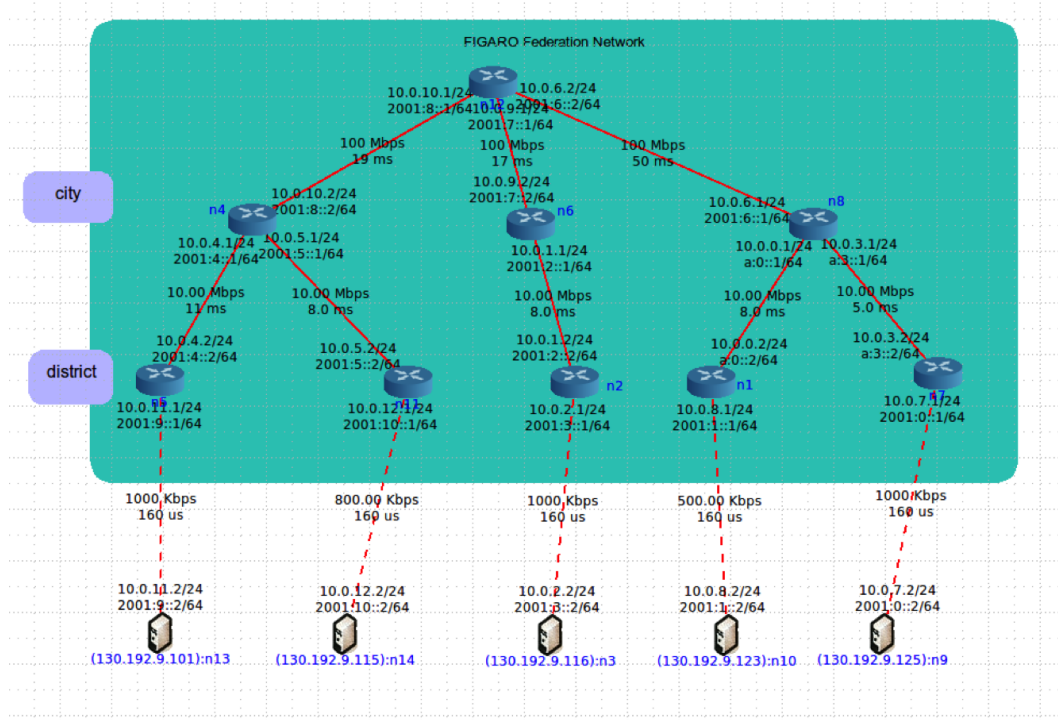 FIGARO Federation Network
10.0.10.1/24
2001:8::1/64
10.0.6.2/24
2001:6::2/64
n12
10.0.9.1/24
2001:7::1/64
100 Mbps
19 ms
100 Mbps
17 ms
100 Mbps
50 ms
city
n4
10.0.10.2/24
2001:8::2/64
10.0.9.2/24
2001:7::2/64
n6
10.0.6.1/24
2001:6::1/64
n8
10.0.4.1/24
2001:4::1/64
10.0.5.1/24
2001:5::1/64
10.0.1.1/24
2001:2::1/64
10.0.0.1/24
a:0::1/64
10.0.3.1/24
a:3::1/64
10.00 Mbps
11 ms
10.00 Mbps
8.0 ms
10.00 Mbps
8.0 ms
10.00 Mbps
8.0 ms
10.00 Mbps
5.0 ms
district
10.0.4.2/24
2001:4::2/64
10.0.5.2/24
2001:5::2/64
10.0.1.2/24
2001:2::2/64
10.0.0.2/24
a:0::2/64
10.0.3.2/24
a:3::2/64
n5
n11
n2
n1
n7
10.0.11.1/24
2001:9::1/64
10.0.12.1/24
2001:10::1/64
10.0.2.1/24
2001:3::1/64
10.0.8.1/24
2001:1::1/64
10.0.7.1/24
2001:0::1/64
1000 Kbps
160 us
800.00 Kbps
160 us
1000 Kbps
160 us
500.00 Kbps
160 us
1000 Kbps
160 us
10.0.11.2/24
2001:9::2/64
10.0.12.2/24
2001:10::2/64
10.0.2.2/24
2001:3::2/64
10.0.8.2/24
2001:1::2/64
10.0.7.2/24
2001:0::2/64
(130.192.9.101):n13
(130.192.9.115):n14
(130.192.9.116):n3
(130.192.9.123):n10
(130.192.9.125):n9